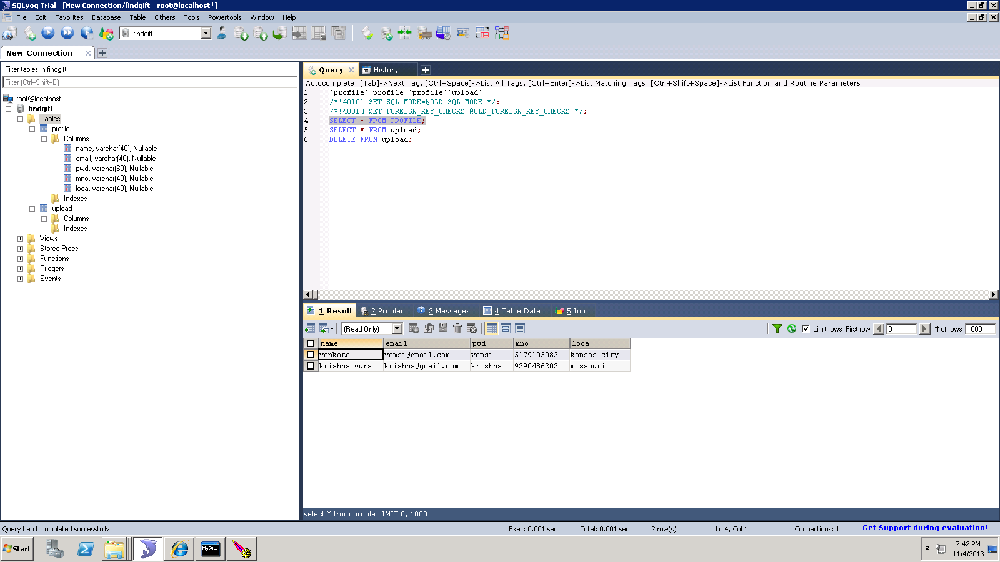 SQLyog Trial - [New Connection/findgift - root@localhost*]
File Edit Favorites Database Table Others Tools Powertools Window Help
findgift
New Connection
Filter tables in findgift
Filter (Ctrl+Shift+B)
root@localhost
findgift
Tables
profile
Columns
name, varchar(40), Nullable
email, varchar(40), Nullable
pwd, varchar(60), Nullable
mno, varchar(40), Nullable
loca, varchar(40), Nullable
Indexes
upload
Columns
Indexes
Views
Stored Procs
Functions
Triggers
Events
Query History
Autocomplete: [Tab]->Next Tag. [Ctrl+Space]->List All Tags. [Ctrl+Enter]->List Matching Tags. [Ctrl+Shift+Space]->List Function and Routine Parameters.
1 `profile``profile``profile``upload`
2 /*!40101 SET SQL_MODE=@OLD_SQL_MODE */;
3 /*!40014 SET FOREIGN_KEY_CHECKS=@OLD_FOREIGN_KEY_CHECKS */;
4 SELECT * FROM PROFILE;
5 SELECT * FROM upload;
6 DELETE FROM upload;
1 Result 2 Profiler 3 Messages 4 Table Data 5 Info
(Read Only) Limit rows First row 0 # of rows 1000
name email pwd mno loca
venkata vamsi@gmail.com vamsi 5179103083 kansas city
krishna vura krishna@gmail.com krishna 9390486202 missouri
select * from profile LIMIT 0, 1000
Query batch completed successfully Exec: 0.001 sec Total: 0.001 sec 2 row(s) Ln 4, Col 1 Connections: 1 Get Support during evaluation!
Start
7:42 PM
11/4/2013